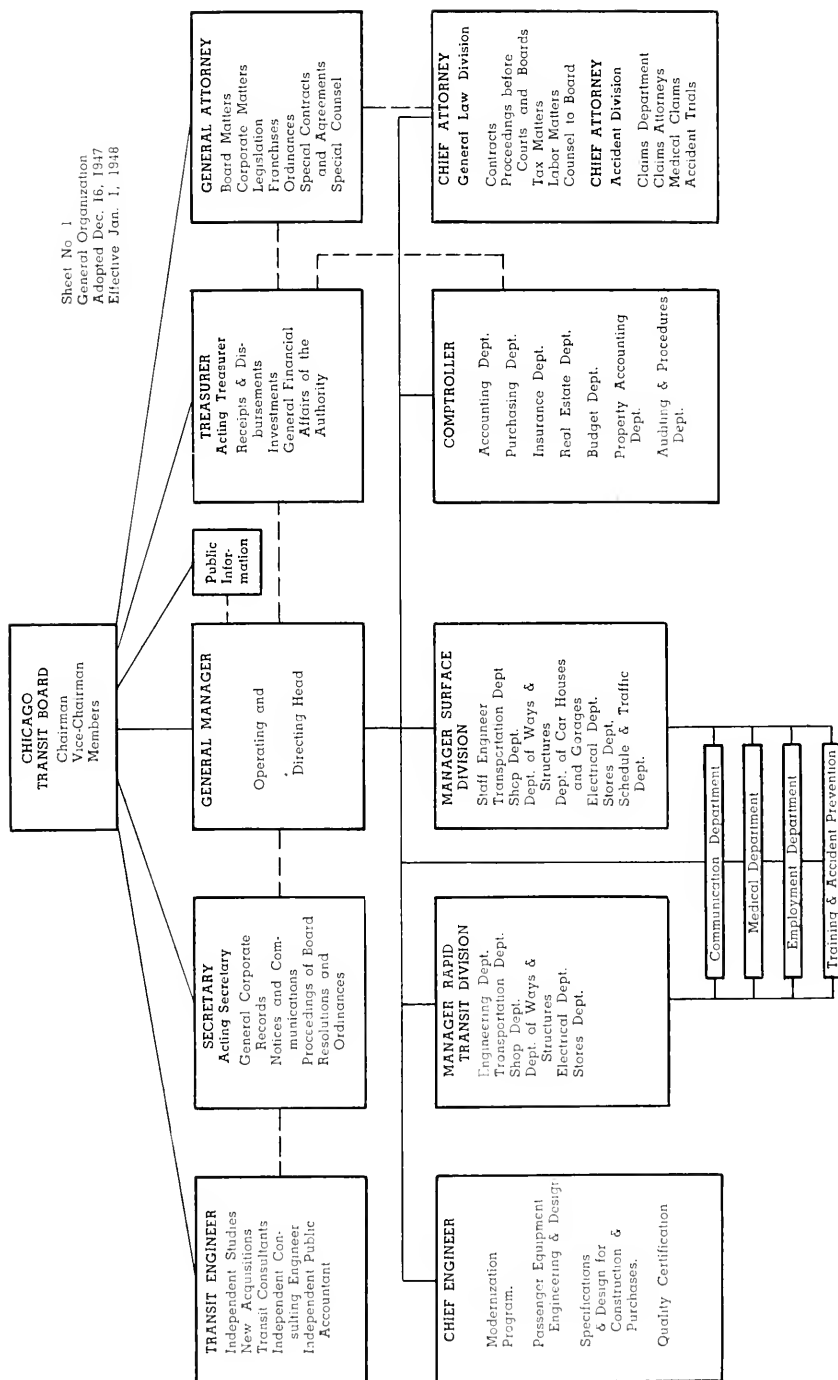 Sheet No 1
General Organization
Adopted Dec. 16, 1947
Effective Jan. 1, 1948
CHICAGO
TRANSIT BOARD
Chairman
Vice-Chairman
Members
TRANSIT ENGINEER
Independent Studies
New Acquisitions
Transit Consultants
Independent Con-
sulting Engineer
Independent Public
Accountant
SECRETARY
Acting Secretary
General Corporate
Records
Notices and Com-
munications
Proceedings of Board
Resolutions and
Ordinances
GENERAL MANAGER
Operating and
Directing Head
Public
Infor-
mation
TREASURER
Acting Treasurer
Receipts & Dis-
bursements
Investments
General Financial
Affairs of the
Authority
GENERAL ATTORNEY
Board Matters
Corporate Matters
Legislation
Franchises
Ordinances
Special Contracts
and Agreements
Special Counsel
CHIEF ENGINEER
Modernization
Program.
Passenger Equipment
Engineering & Design
Specifications
& Design for
Construction &
Purchases.
Quality Certification
MANAGER RAPID
TRANSIT DIVISION
Engineering Dept.
Transportation Dept.
Shop Dept.
Dept. of Ways &
Structures
Electrical Dept.
Stores Dept.
MANAGER SURFACE
DIVISION
Staff Engineer
Transportation Dept
Shop Dept.
Dept. of Ways &
Structures
Dept. of Car Houses
and Garages
Electrical Dept.
Stores Dept.
Schedule & Traffic
Dept.
COMPTROLLER
Accounting Dept.
Purchasing Dept.
Insurance Dept.
Real Estate Dept.
Budget Dept.
Property Accounting
Dept.
Auditing & Procedures
Dept.
CHIEF ATTORNEY
General Law Division
Contracts
Proceedings before
Courts and Boards
Tax Matters
Labor Matters
Counsel to Board
CHIEF ATTORNEY
Accident Division
Claims Department
Claims Attorneys
Medical Claims
Accident Trials
Communication Department
Medical Department
Employment Department
Training & Accident Prevention